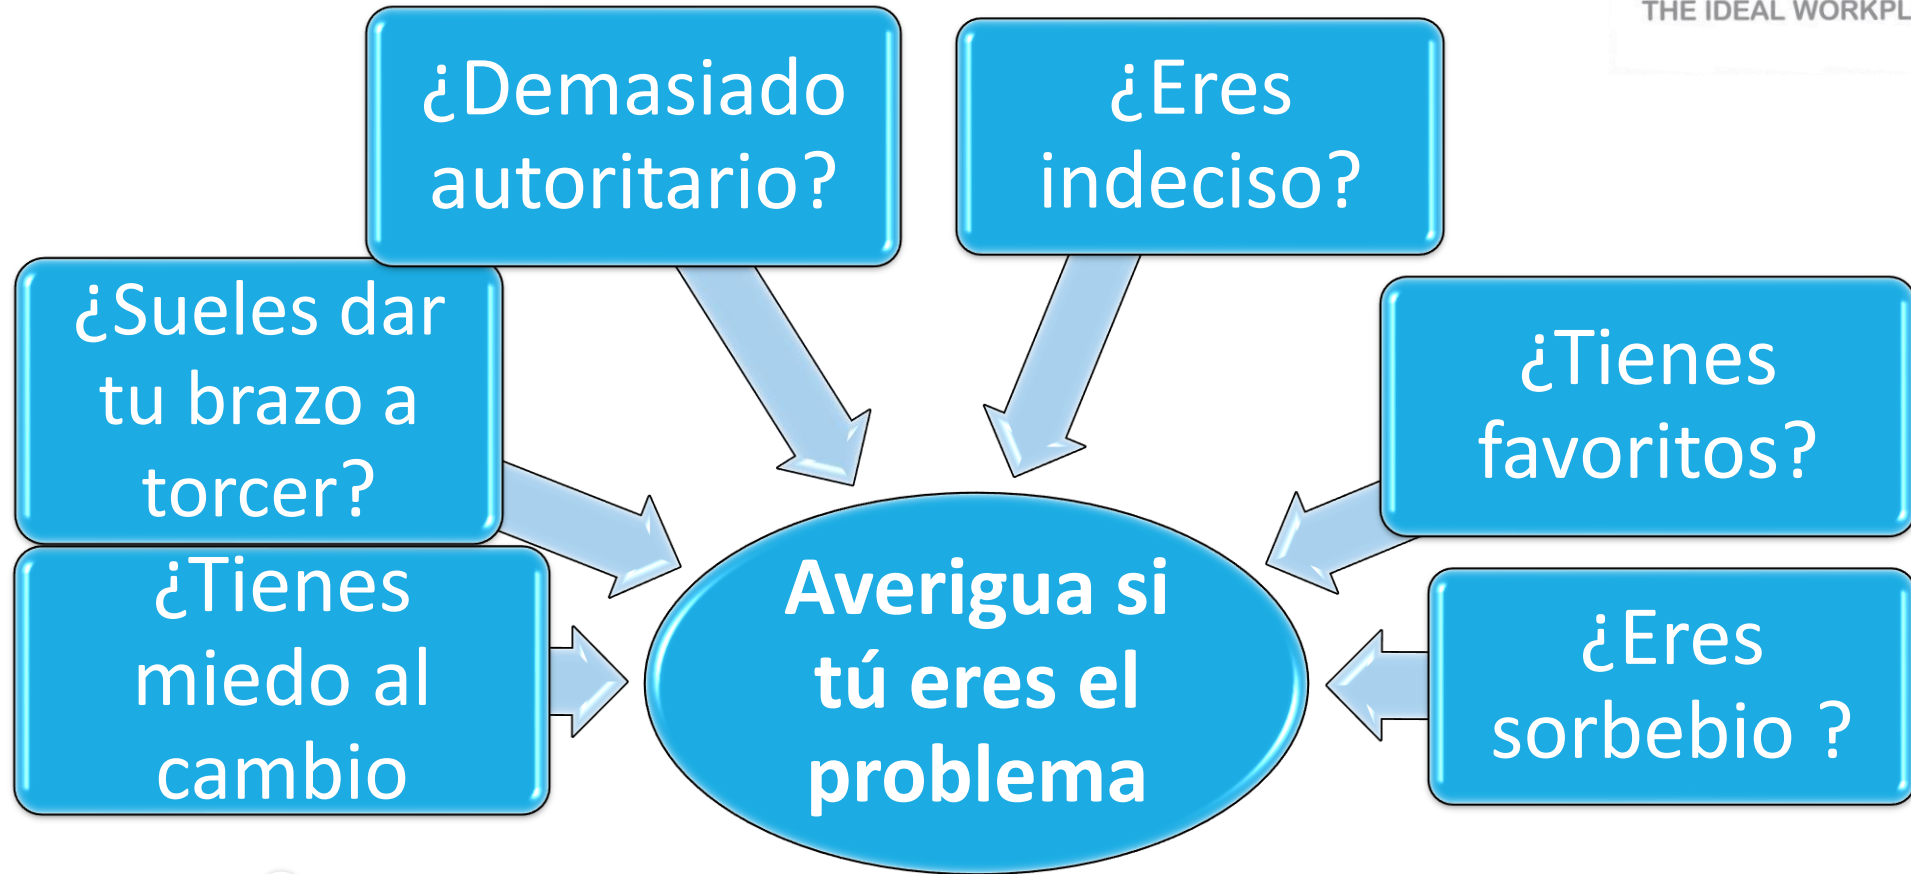 THE IDEAL
¿Demasiado
autoritario?
¿Eres
indeciso?
¿Sueles dar
tu brazo a
torcer?
¿Tienes
favoritos?
¿Tienes
miedo al
cambio
Averigua si
tú eres el
problema
¿Eres
sorbebio ?